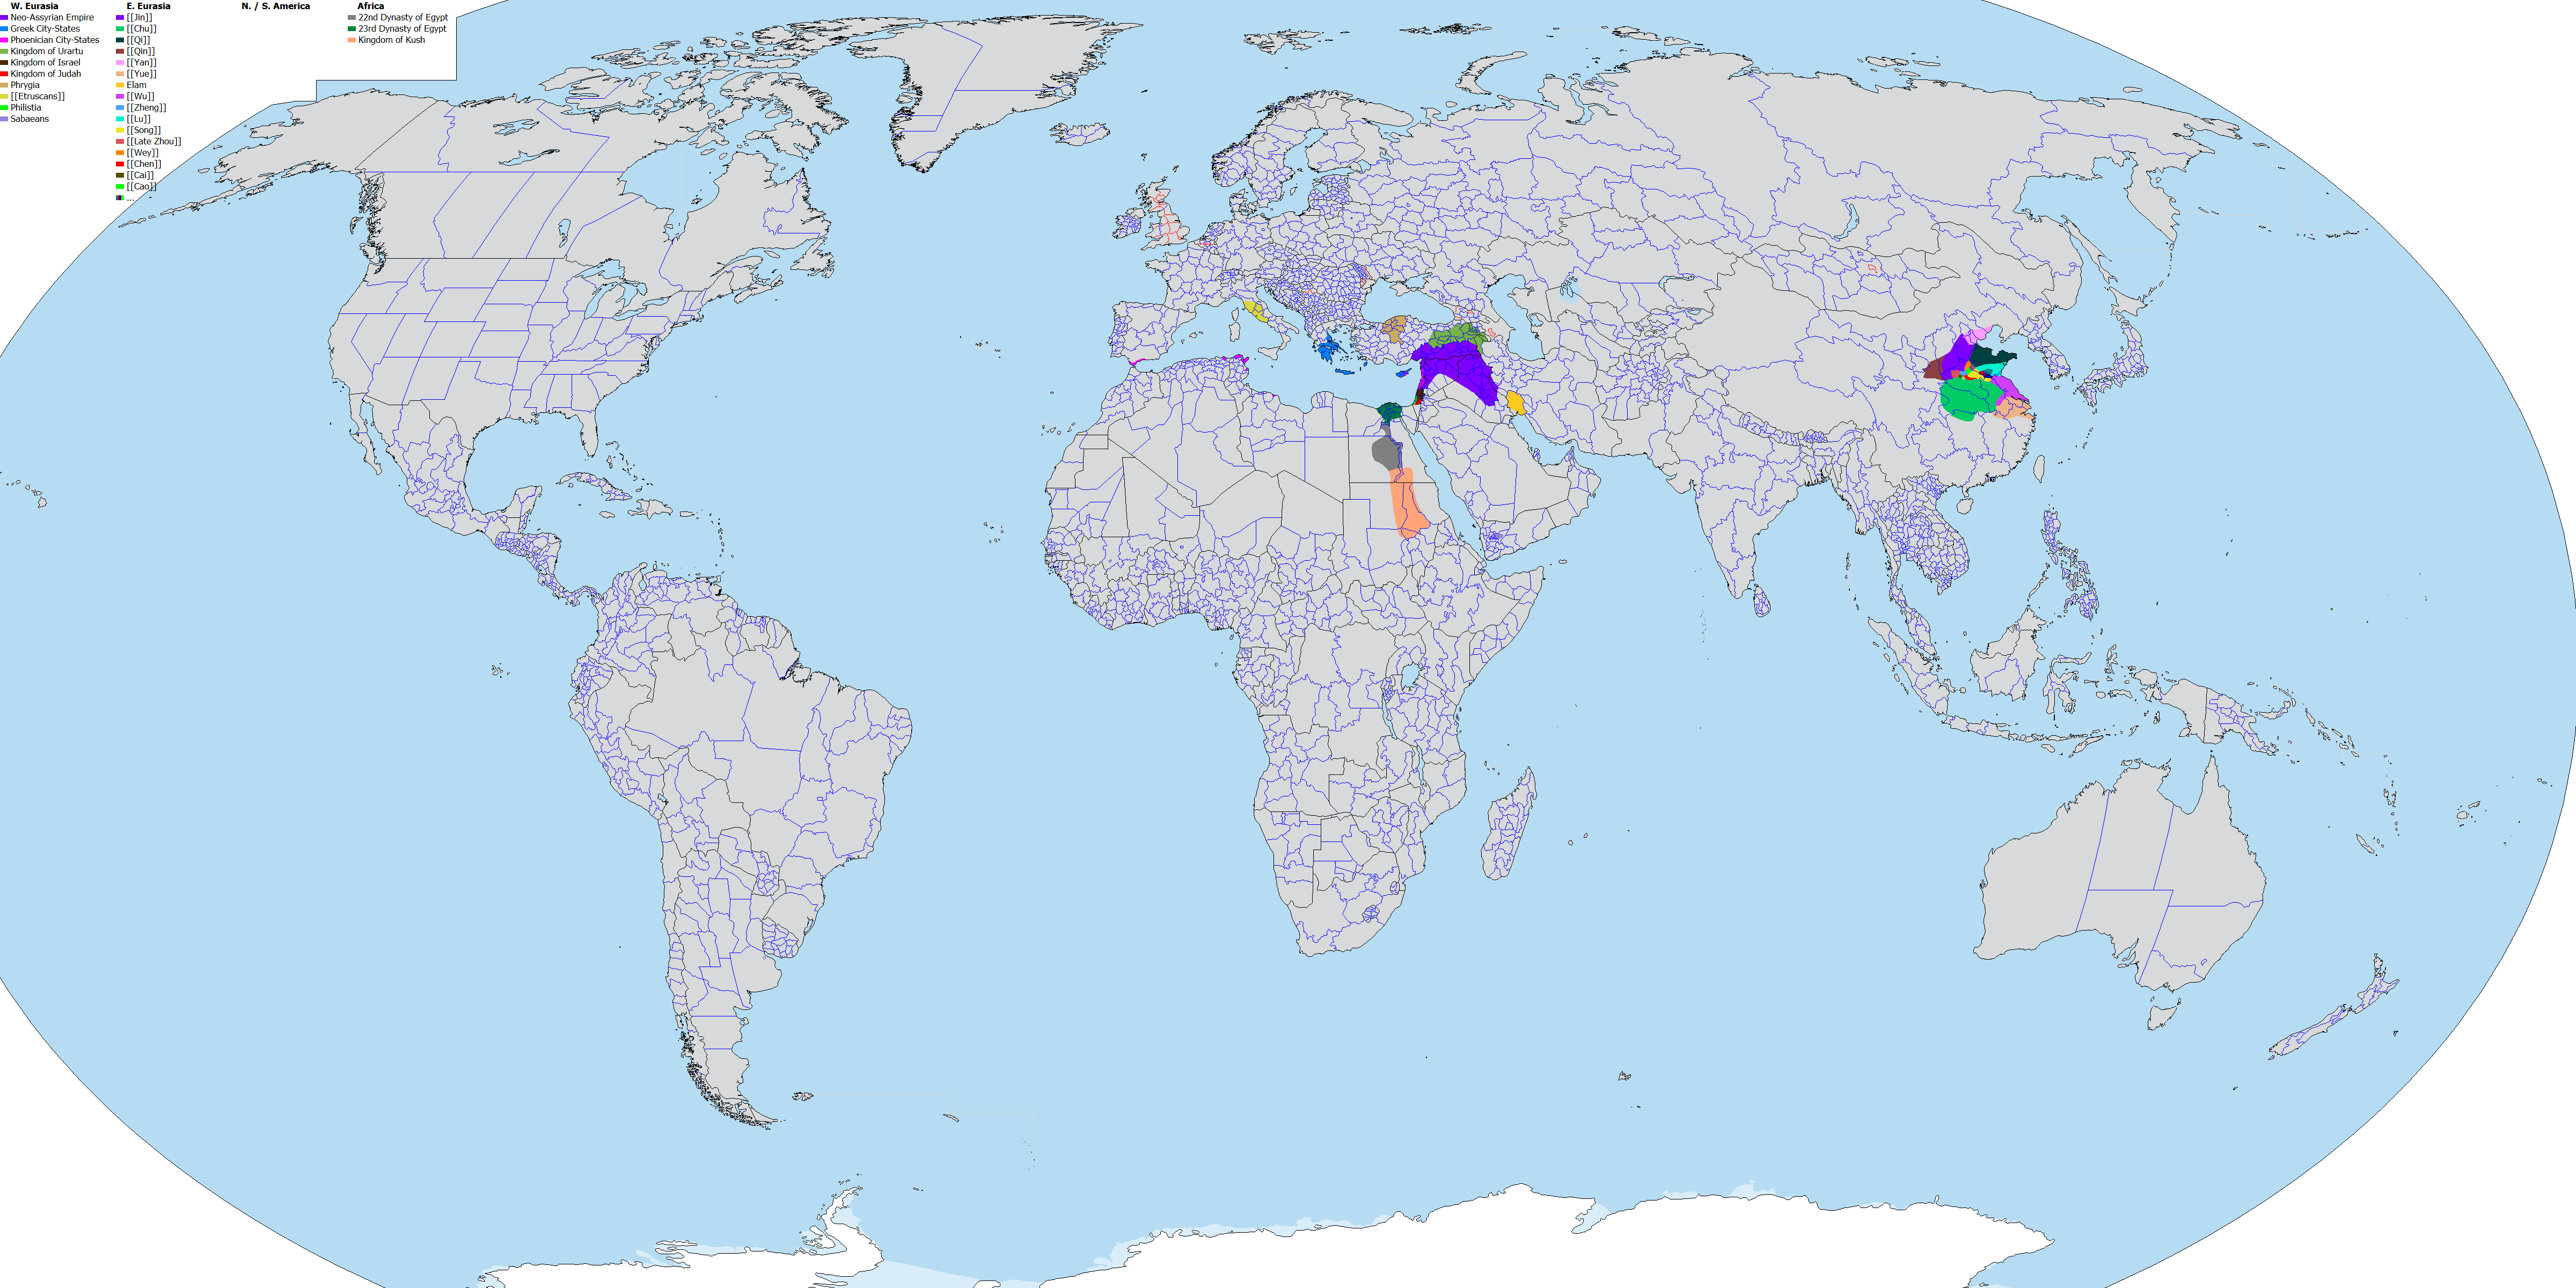 W. Eurasia
Neo-Assyrian Empire
Greek City-States
Phoenician City-States
Kingdom of Urartu
Kingdom of Israel
Kingdom of Judah
Phrygia
[[Etruscans]]
Philistia
Sabaeans
E. Eurasia
[[Jin]]
[[Chu]]
[[Qi]]
[[Qin]]
[[Yan]]
[[Yue]]
Elam
[[Wu]]
[[Zheng]]
[[Lu]]
[[Song]]
[[Late Zhou]]
[[Wey]]
[[Chen]]
[[Cai]]
[[Cao]]
...
N. / S. America
Africa
22nd Dynasty of Egypt
23rd Dynasty of Egypt
Kingdom of Kush